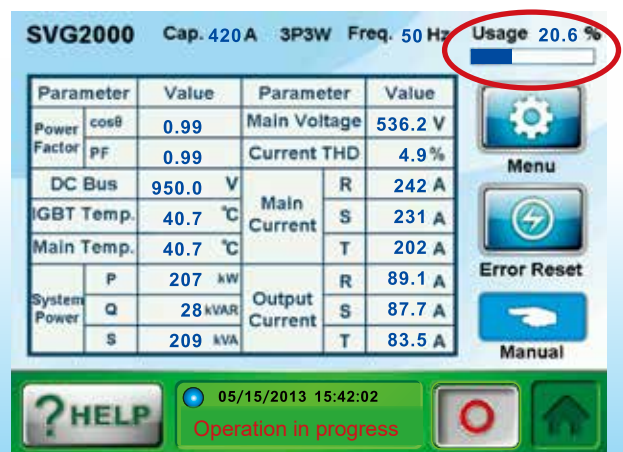 SVG2000 Cap. 420 A 3P3W Freq. 50 Hz Usage 20.6 %
Parameter Value Parameter Value
Power Factor cosθ 0.99 Main Voltage 536.2 V
PF 0.99 Current THD 4.9 %
Menu
DC Bus 950.0 V Main Current R 242 A
IGBT Temp. 40.7 ℃ S 231 A
Main Temp. 40.7 ℃ T 202 A
Error Reset
System Power P 207 kW Output Current R 89.1 A
Q 28 kVAR S 87.7 A
S 209 kVA T 83.5 A
Manual
?HELP 05/15/2013 15:42:02
Operation in progress